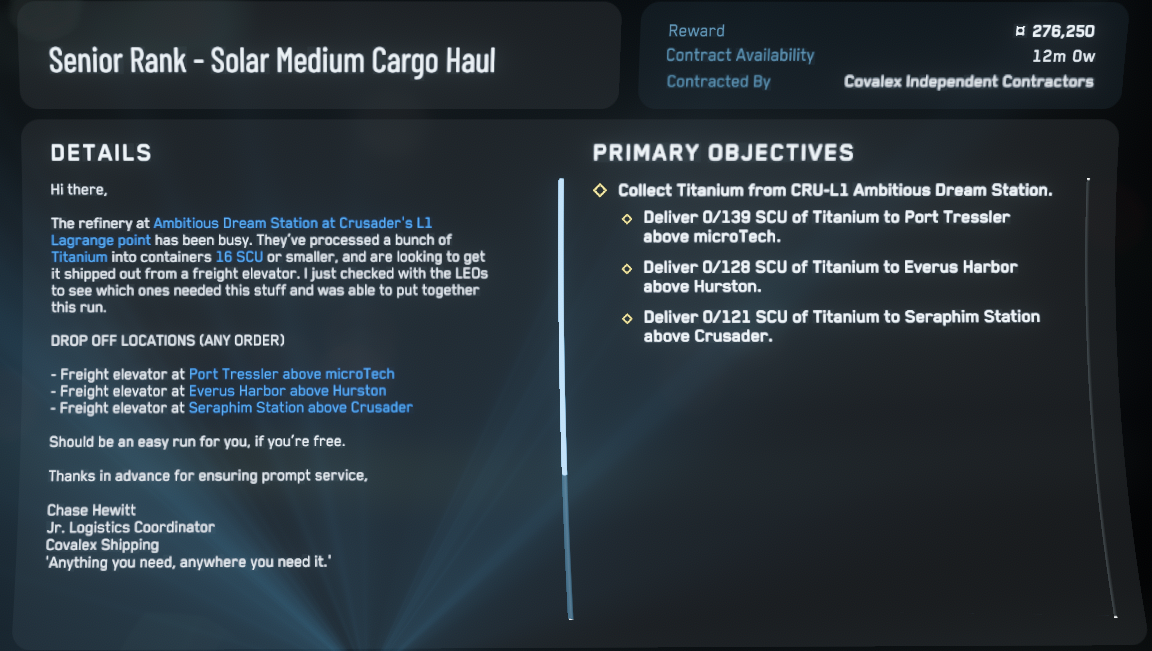 Senior Rank - Solar Medium Cargo Haul
Reward ¤ 276,250
Contract Availability 12m 0w
Contracted By Covalex Independent Contractors
DETAILS
Hi there,
The refinery at Ambitious Dream Station at Crusader's L1
Lagrange point has been busy. They've processed a bunch of
Titanium into containers 16 SCU or smaller, and are looking to get
it shipped out from a freight elevator. I just checked with the LEOs
to see which ones needed this stuff and was able to put together
this run.
DROP OFF LOCATIONS (ANY ORDER)
- Freight elevator at Port Tressler above microTech
- Freight elevator at Everus Harbor above Hurston
- Freight elevator at Seraphim Station above Crusader
Should be an easy run for you, if you're free.
Thanks in advance for ensuring prompt service,
Chase Hewitt
Jr. Logistics Coordinator
Covalex Shipping
'Anything you need, anywhere you need it.'
PRIMARY OBJECTIVES
Collect Titanium from CRU-L1 Ambitious Dream Station.
Deliver 0/139 SCU of Titanium to Port Tressler
above microTech.
Deliver 0/128 SCU of Titanium to Everus Harbor
above Hurston.
Deliver 0/121 SCU of Titanium to Seraphim Station
above Crusader.